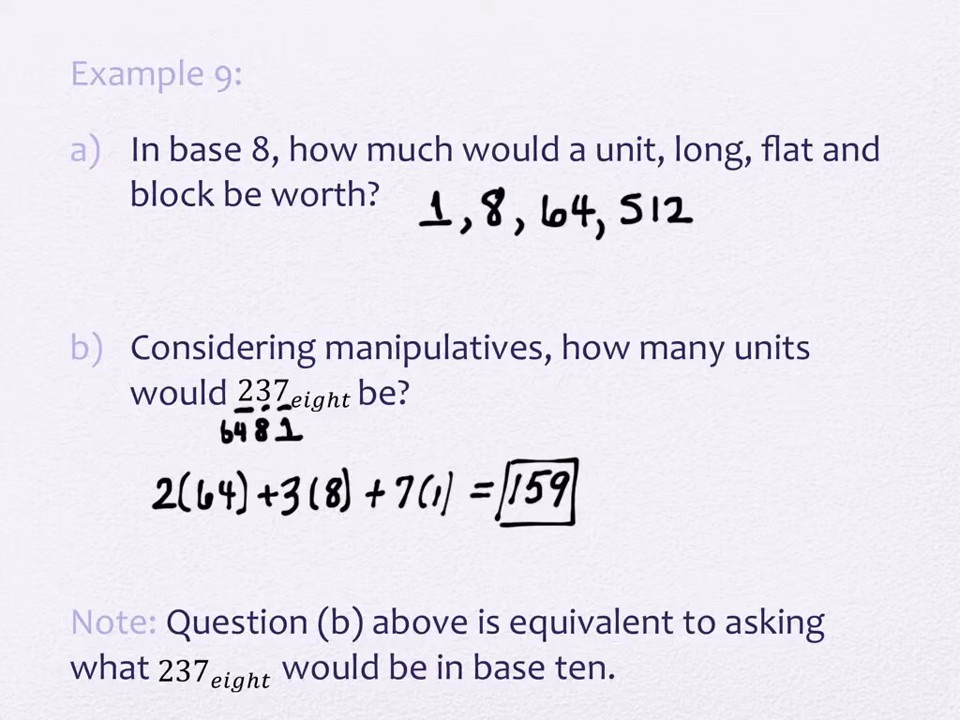 Example 9:
a) In base 8, how much would a unit, long, flat and
block be worth? 1, 8, 64, 512
b) Considering manipulatives, how many units
would 237eight be?
64 8 1
2(64)+3(8)+7(1) = 159
Note: Question (b) above is equivalent to asking
what 237eight would be in base ten.